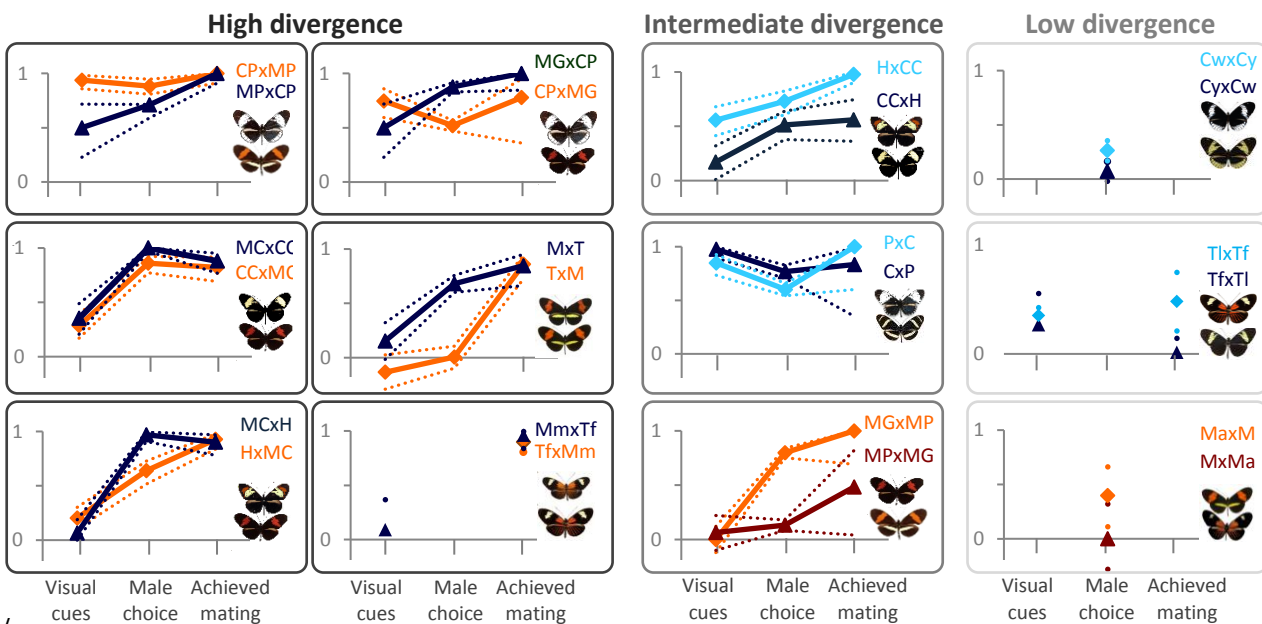 High divergence
Intermediate divergence
Low divergence
1
0
CPxMP
MPxCP
1
0
MGxCP
CPxMG
1
0
HxCC
CCxH
1
0
CwxCy
CyxCw
1
0
MCxCC
CCxMC
1
0
MxT
TxM
1
0
PxC
CxP
1
0
TlxTf
TfxTl
1
0
MCxH
HxMC
1
0
MmxTf
TfxMm
1
0
MGxMP
MPxMG
1
0
MaxM
MxMa
Visual
cues
Male
choice
Achieved
mating
Visual
cues
Male
choice
Achieved
mating
Visual
cues
Male
choice
Achieved
mating
Visual
cues
Male
choice
Achieved
mating